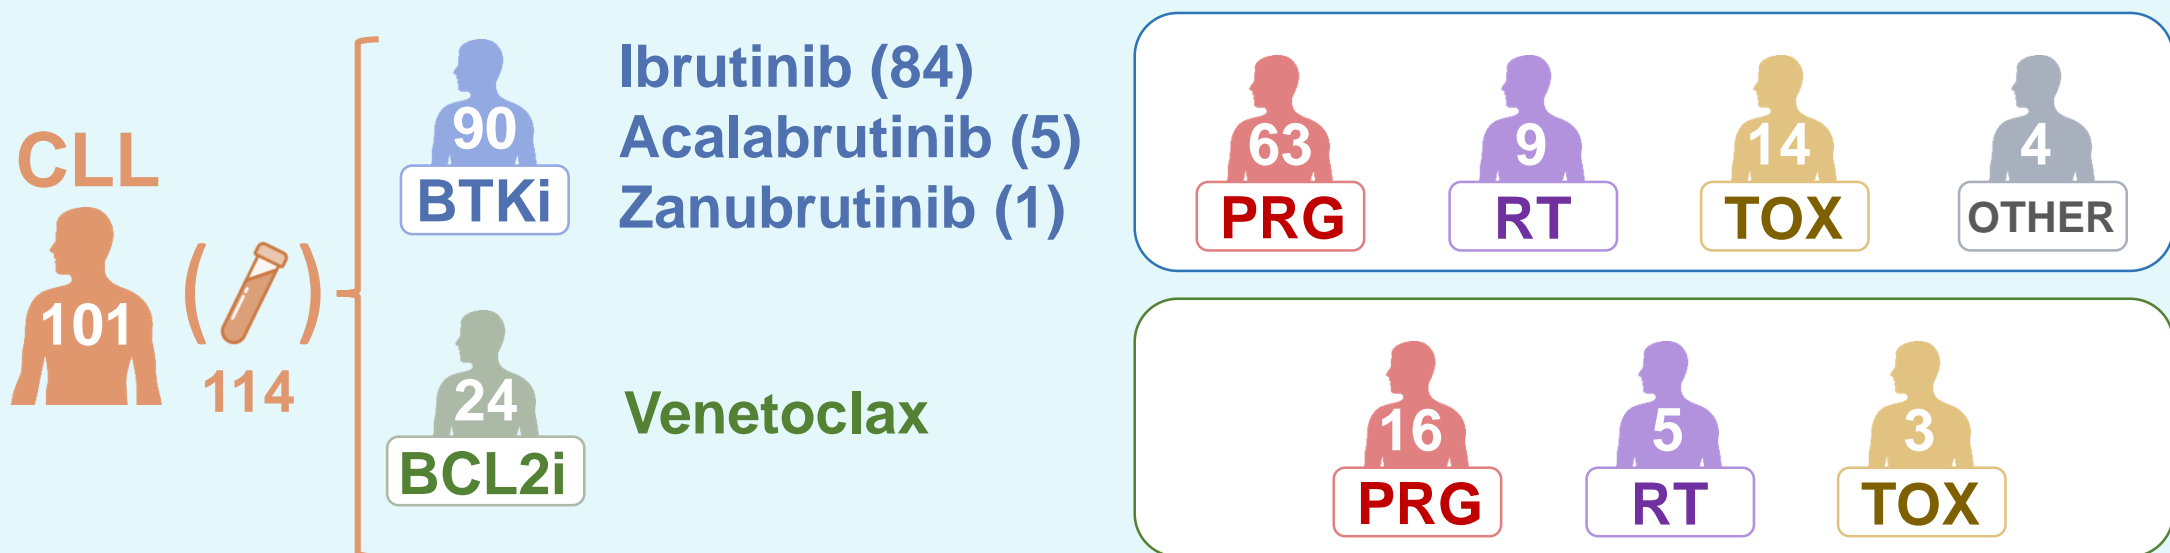 CLL
101
( )
114
90
BTKi
Ibrutinib (84)
Acalabrutinib (5)
Zanubrutinib (1)
63
PRG
9
RT
14
TOX
4
OTHER
24
BCL2i
Venetoclax
16
PRG
5
RT
3
TOX